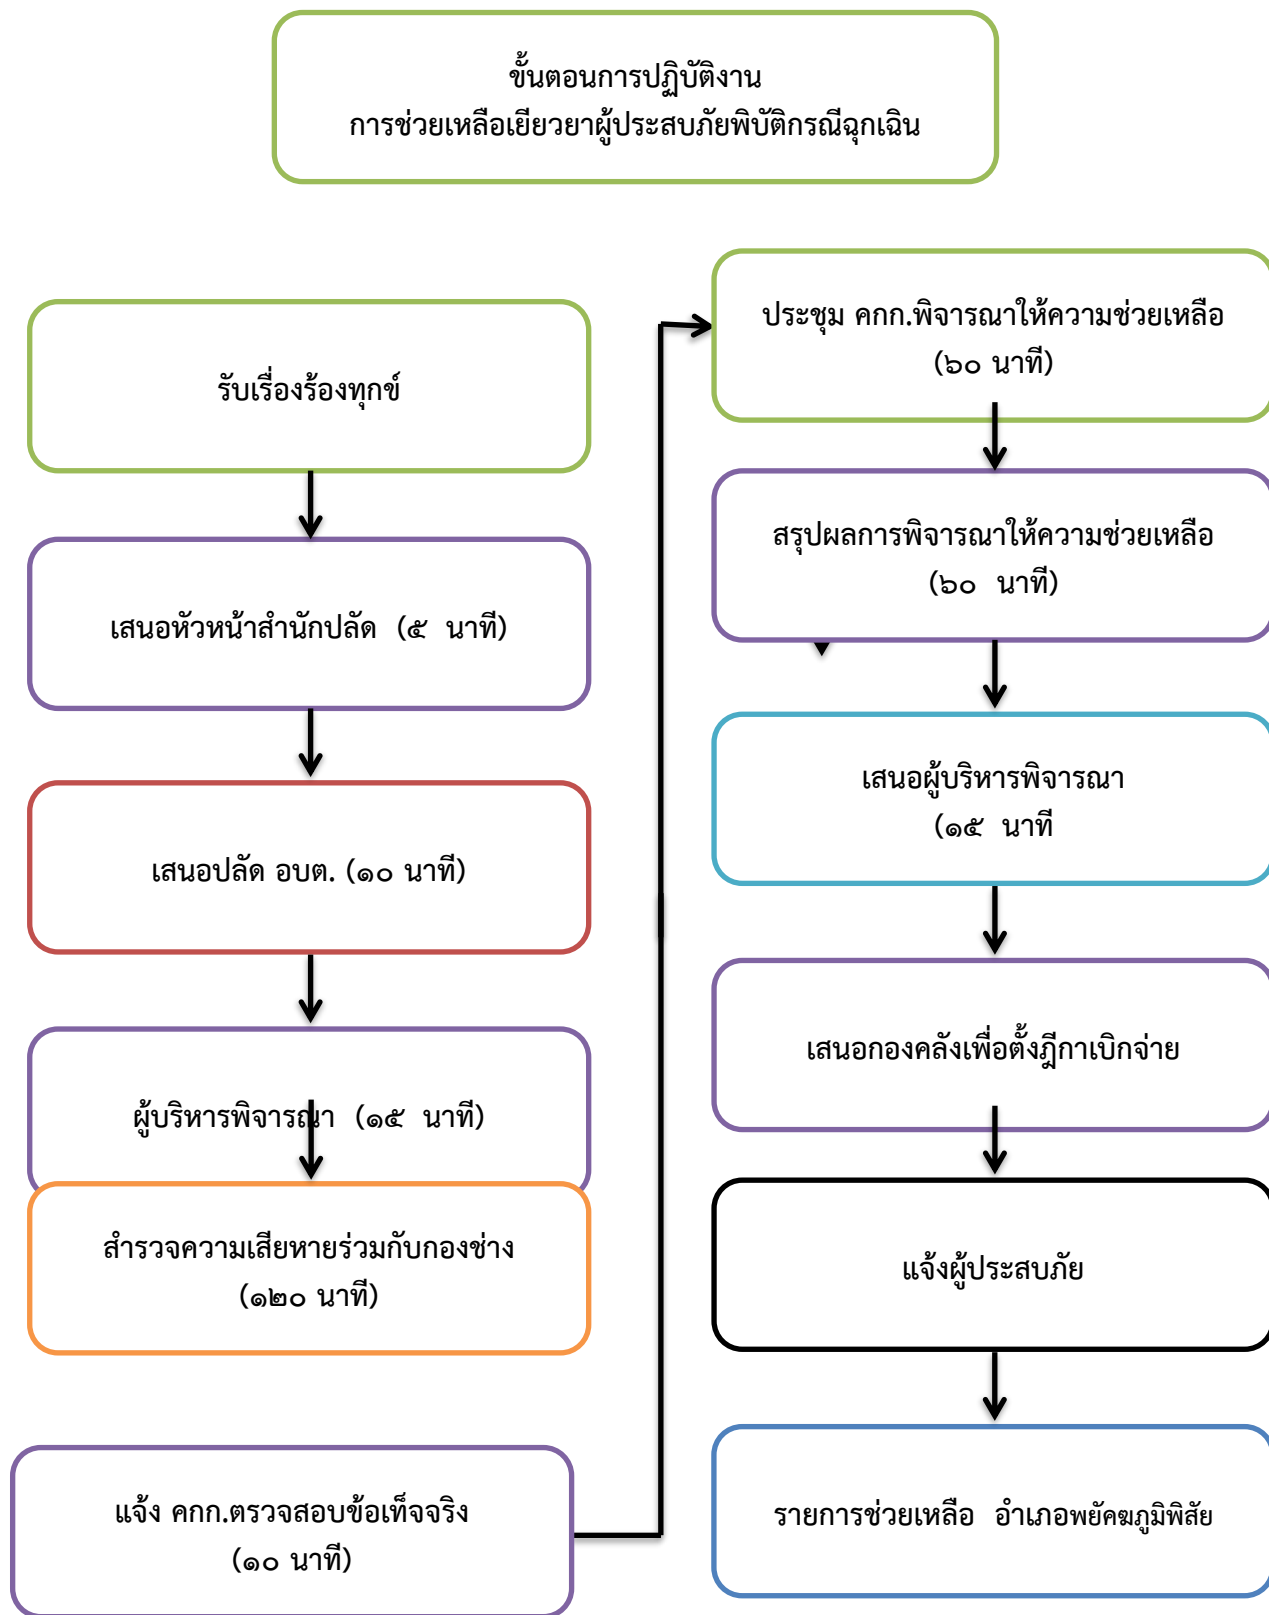 ขั้นตอนการปฏิบัติงาน
การช่วยเหลือเยียวยาผู้ประสบภัยพิบัติกรณีฉุกเฉิน
รับเรื่องร้องทุกข์
เสนอหัวหน้าสำนักปลัด (๕ นาที)
เสนอปลัด อบต. (๑๐ นาที)
ผู้บริหารพิจารณา (๑๕ นาที)
สำรวจความเสียหายร่วมกับกองช่าง
(๑๒๐ นาที)
แจ้ง คกก.ตรวจสอบข้อเท็จจริง
(๑๐ นาที)
ประชุม คกก.พิจารณาให้ความช่วยเหลือ
(๖๐ นาที)
สรุปผลการพิจารณาให้ความช่วยเหลือ
(๖๐ นาที)
เสนอผู้บริหารพิจารณา
(๑๕ นาที
เสนอกองคลังเพื่อตั้งฎีกาเบิกจ่าย
แจ้งผู้ประสบภัย
รายการช่วยเหลือ อำเภอพยัคฆภูมิพิสัย